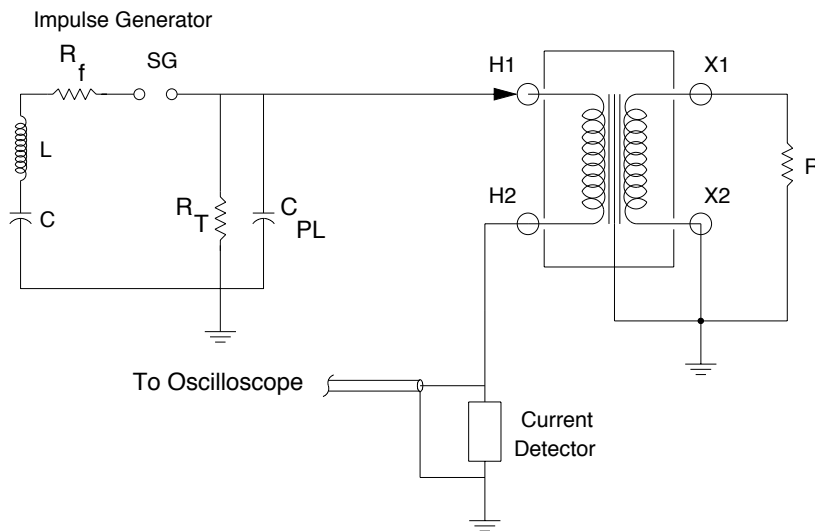 Impulse Generator
R
f
SG
H1
X1
L
C
R
T
C
PL
H2
X2
R
To Oscilloscope
Current
Detector